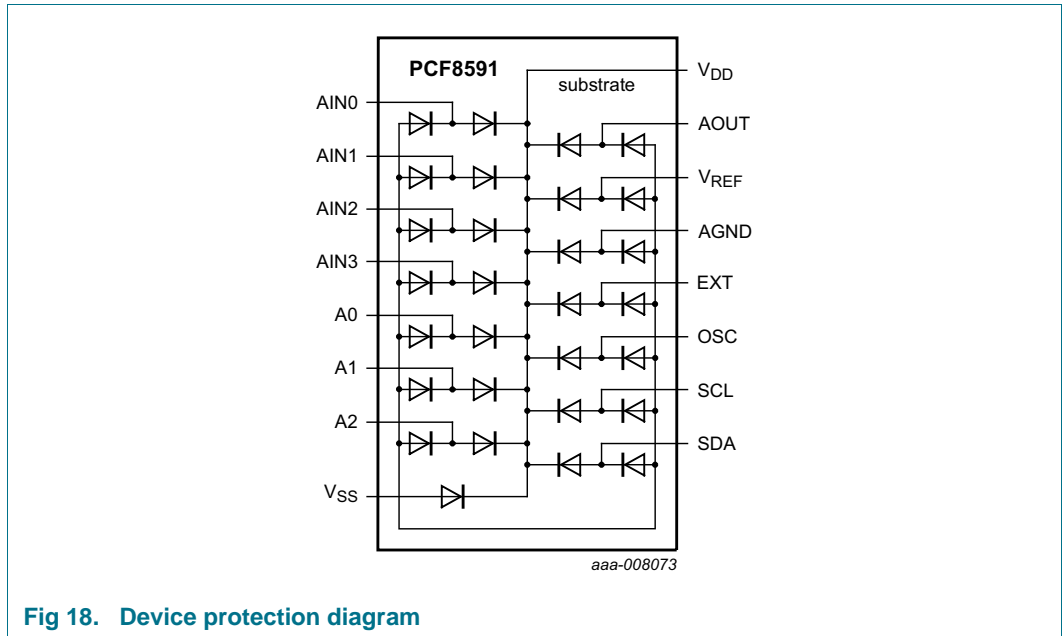 PCF8591
substrate
AIN0
AIN1
AIN2
AIN3
A0
A1
A2
VSS
VDD
AOUT
VREF
AGND
EXT
OSC
SCL
SDA
aaa-008073
Fig 18. Device protection diagram